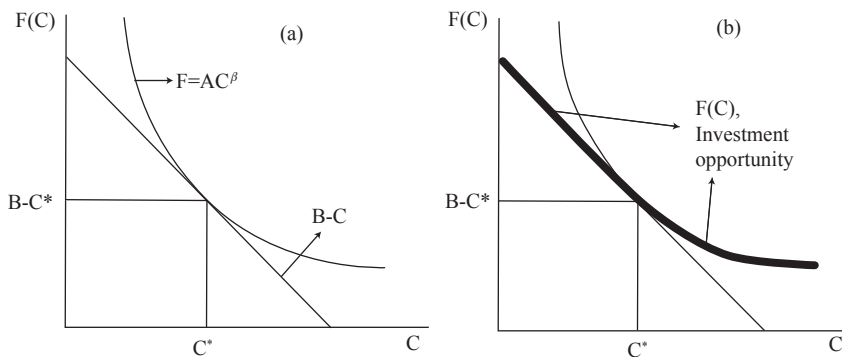 F(C)
(a)
F=AC^β
B-C*
B-C
C*
C
F(C)
(b)
F(C),
Investment
opportunity
B-C*
C*
C